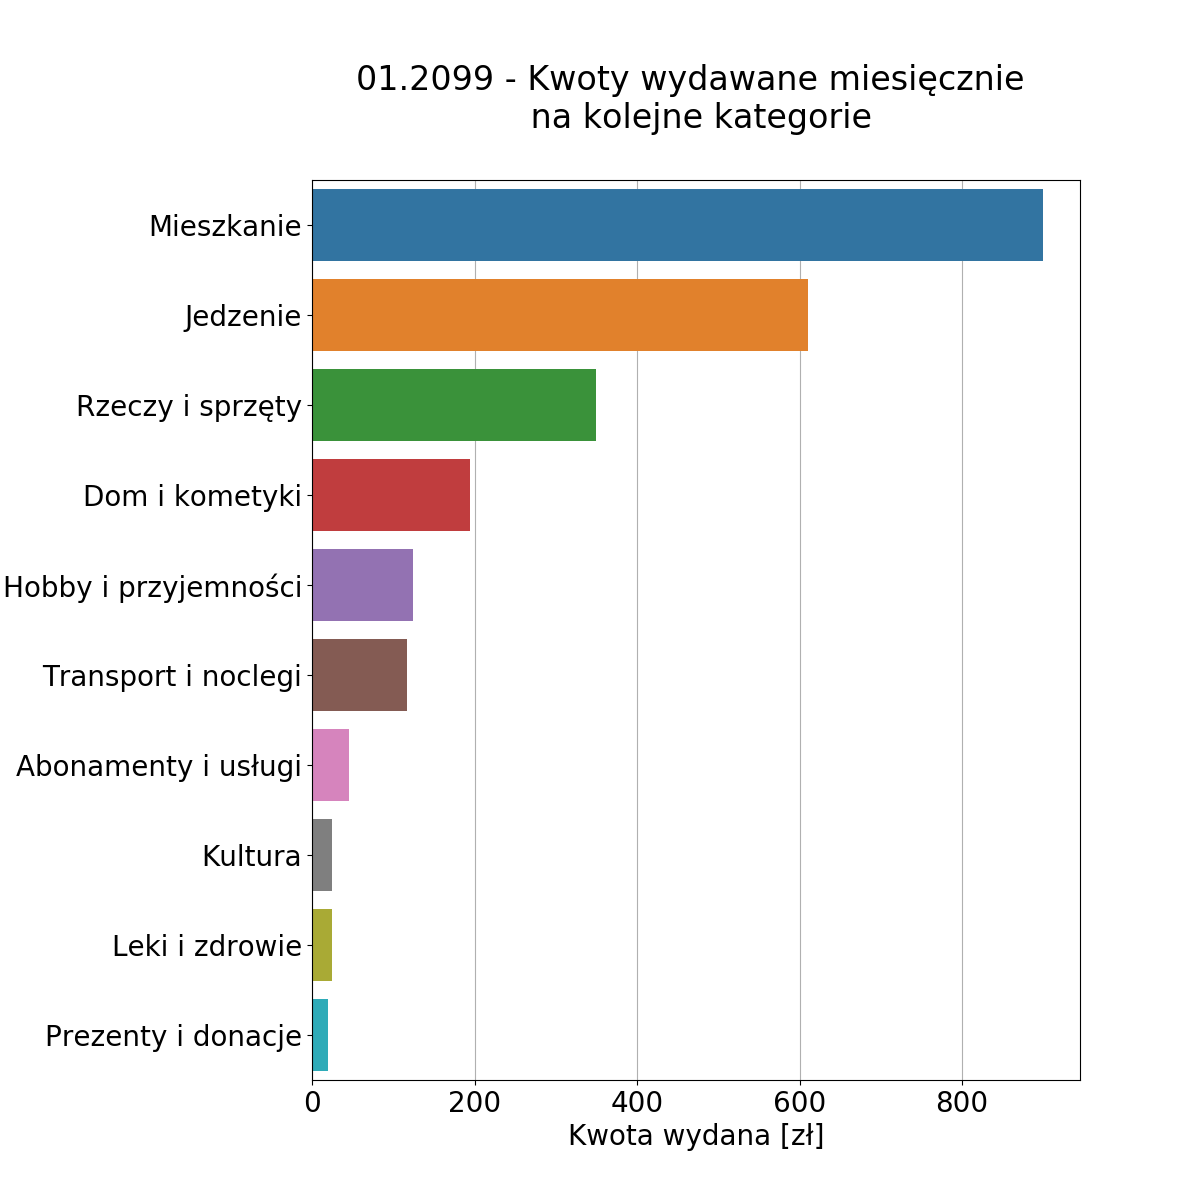 01.2099 - Kwoty wydawane miesięcznie
na kolejne kategorie
Mieszkanie
Jedzenie
Rzeczy i sprzęty
Dom i kometyki
Hobby i przyjemności
Transport i noclegi
Abonamenty i usługi
Kultura
Leki i zdrowie
Prezenty i donacje
0 200 400 600 800
Kwota wydana [zł]